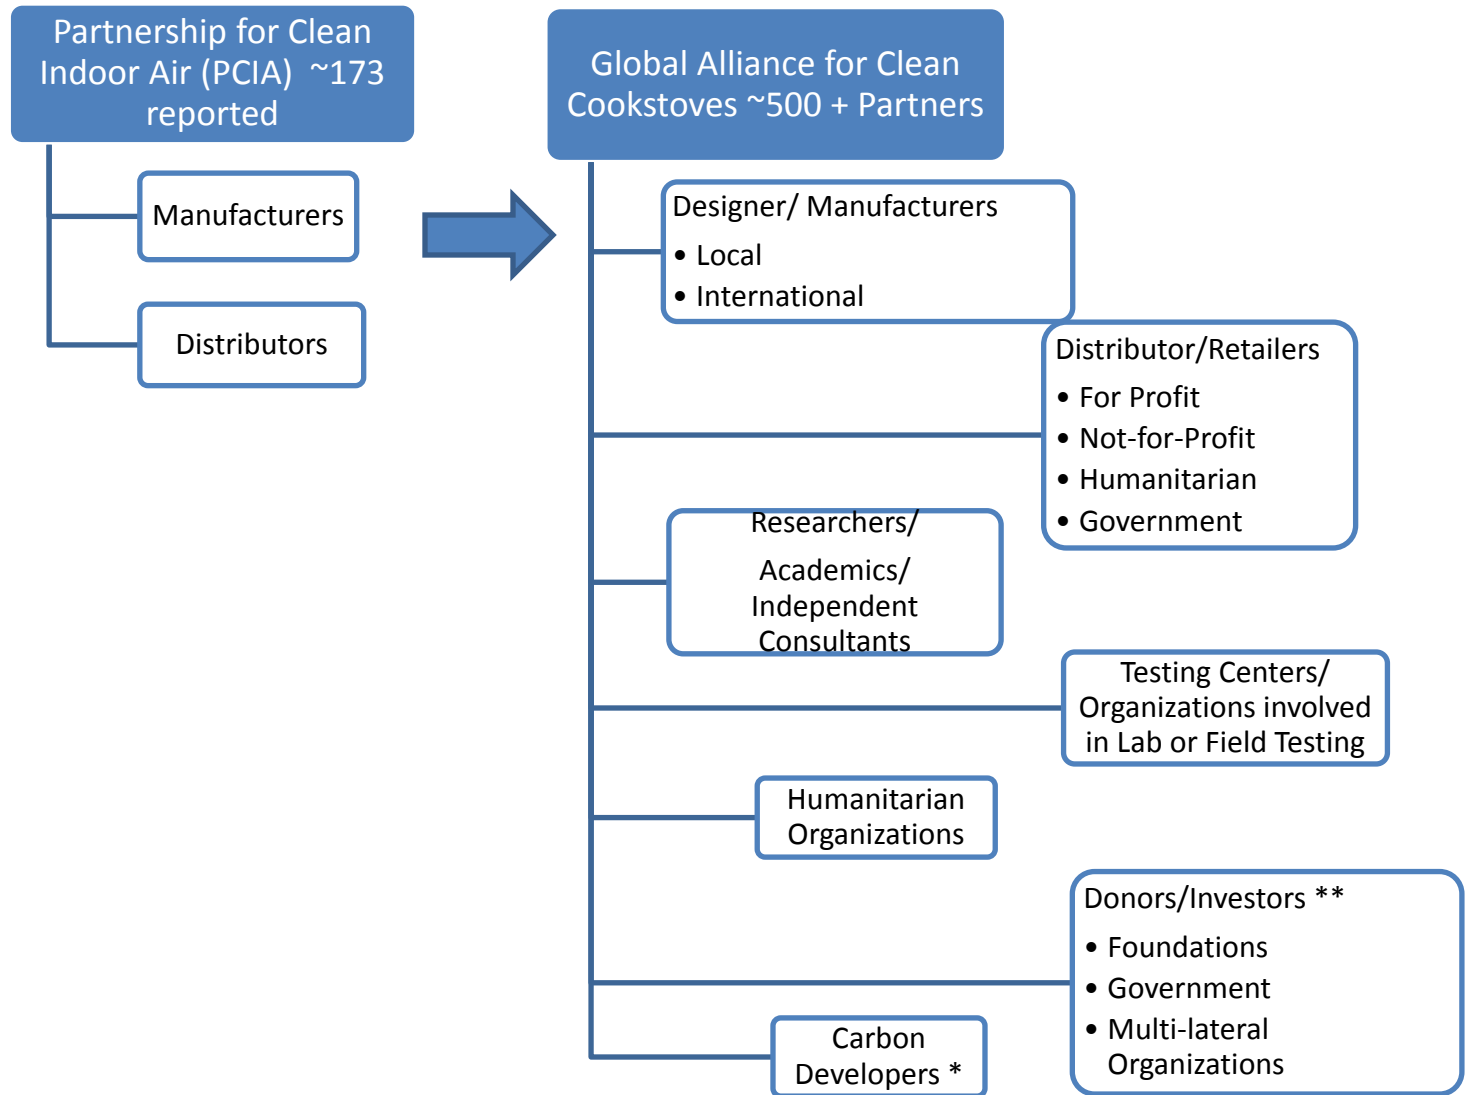 Partnership for Clean
Indoor Air (PCIA)  ~173
reported
Manufacturers
Distributors
Global Alliance for Clean
Cookstoves ~500 + Partners
Designer/ Manufacturers
• Local
• International
Distributor/Retailers
• For Profit
• Not-for-Profit
• Humanitarian
• Government
Researchers/
Academics/
Independent
Consultants
Testing Centers/
Organizations involved
in Lab or Field Testing
Humanitarian
Organizations
Donors/Investors **
• Foundations
• Government
• Multi-lateral
Organizations
Carbon
Developers *